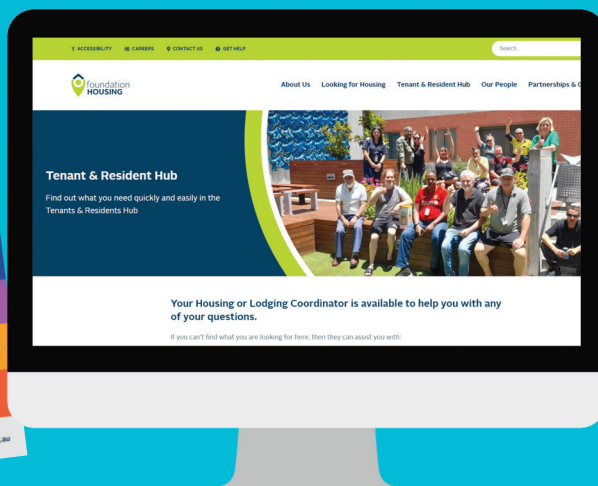 ACCESSIBILITY CAREERS CONTACT US GET HELP
Search...
foundation
HOUSING
About Us Looking for Housing Tenant & Resident Hub Our People Partnerships &
Tenant & Resident Hub
Find out what you need quickly and easily in the
Tenants & Residents Hub
Your Housing or Lodging Coordinator is available to help you with any
of your questions.
If you can't find what you are looking for here, then they can assist you with:
.au